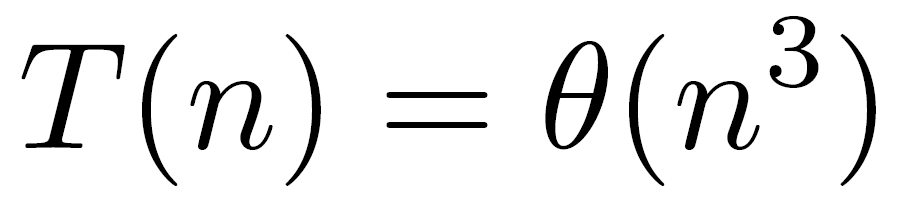 T(n) = θ(n³)